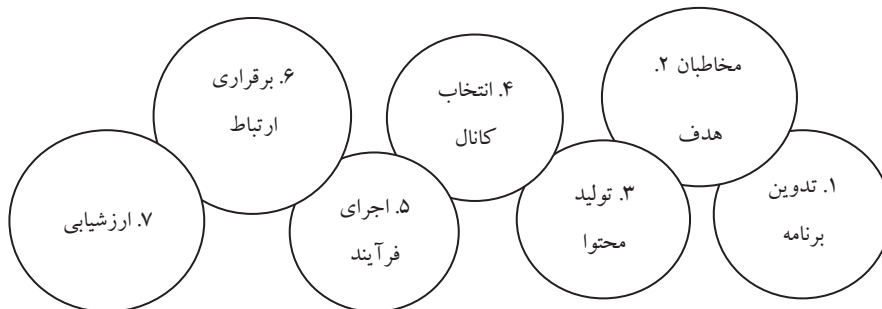 ۱. تدوین
برنامه
مخاطبان ۲.
هدف
۳. تولید
محتوا
۴. انتخاب
کانال
۵. اجرای
فرآیند
۶. برقراری
ارتباط
۷. ارزشیابی